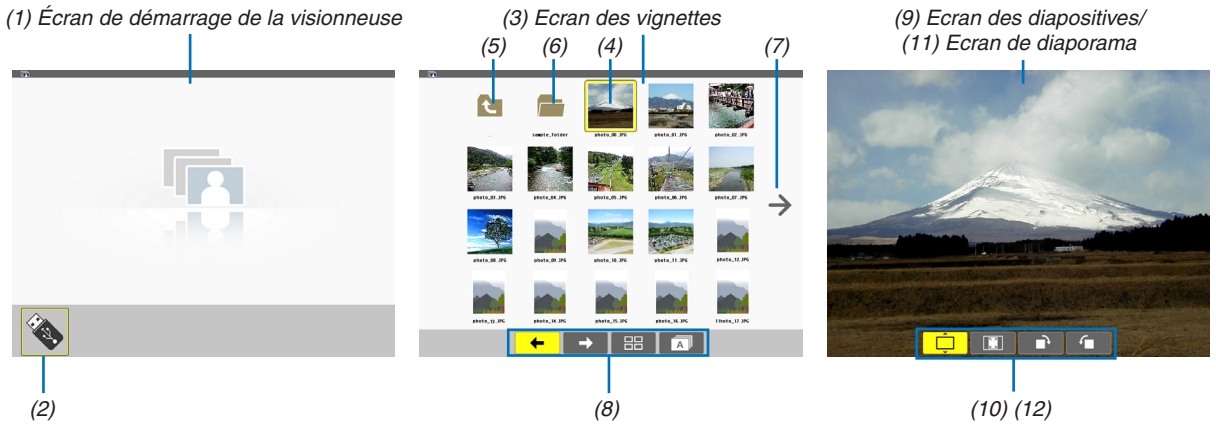 (1) Écran de démarrage de la visionneuse
(3) Ecran des vignettes
(9) Ecran des diapositives/
(11) Ecran de diaporama
(5) (6) (4) (7)
sample_folder photo_00.JPG photo_01.JPG photo_02.JPG
photo_03.JPG photo_04.JPG photo_05.JPG photo_06.JPG photo_07.JPG
photo_08.JPG photo_09.JPG photo_10.JPG photo_11.JPG photo_12.JPG
photo_13.JPG photo_14.JPG photo_15.JPG photo_16.JPG photo_17.JPG
A
(2)
(8)
(10) (12)